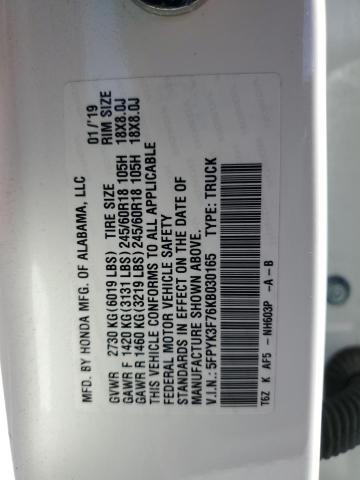 MFD. BY HONDA MFG. OF ALABAMA, LLC 01/'19
GVWR 2730 KG(6019 LBS) TIRE SIZE RIM SIZE
GAWR F 1420 KG(3131 LBS)245/60R18 105H 18X8.0J
GAWR R 1460 KG(3219 LBS)245/60R18 105H 18X8.0J
THIS VEHICLE CONFORMS TO ALL APPLICABLE
FEDERAL MOTOR VEHICLE SAFETY
STANDARDS IN EFFECT ON THE DATE OF
MANUFACTURE SHOWN ABOVE.
V.I.N.: 5FPYK3F76KB030165 TYPE: TRUCK
T6Z K AF5 - NH603P -A-B